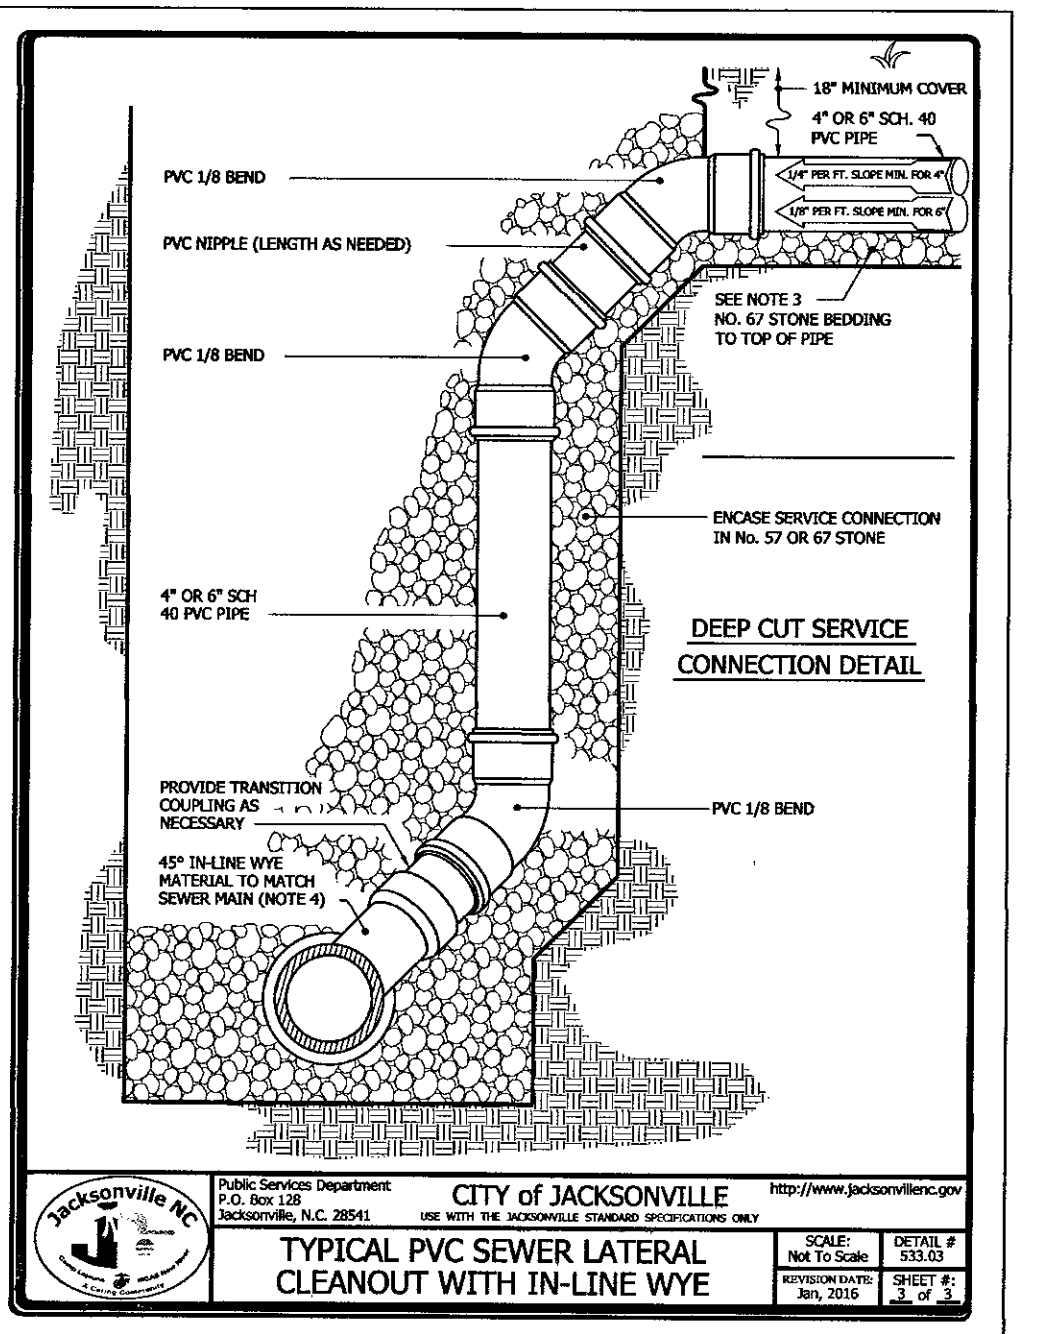 18" MINIMUM COVER
4" OR 6" SCH. 40
PVC PIPE
PVC 1/8 BEND
1/4" PER FT. SLOPE MIN. FOR 4"
1/8" PER FT. SLOPE MIN. FOR 6"
PVC NIPPLE (LENGTH AS NEEDED)
SEE NOTE 3
NO. 67 STONE BEDDING
TO TOP OF PIPE
PVC 1/8 BEND
ENCASE SERVICE CONNECTION
IN No. 57 OR 67 STONE
4" OR 6" SCH
40 PVC PIPE
DEEP CUT SERVICE
CONNECTION DETAIL
PROVIDE TRANSITION
COUPLING AS
NECESSARY
PVC 1/8 BEND
45° IN-LINE WYE
MATERIAL TO MATCH
SEWER MAIN (NOTE 4)
Jacksonville NC
Camp Lejeune
MCAS New River
A Caring Community
Public Services Department
P.O. Box 128
Jacksonville, N.C. 28541
CITY of JACKSONVILLE
USE WITH THE JACKSONVILLE STANDARD SPECIFICATIONS ONLY
http://www.jacksonvillenc.gov
TYPICAL PVC SEWER LATERAL
CLEANOUT WITH IN-LINE WYE
SCALE:
Not To Scale
DETAIL #
533.03
REVISION DATE:
Jan, 2016
SHEET #:
3 of 3